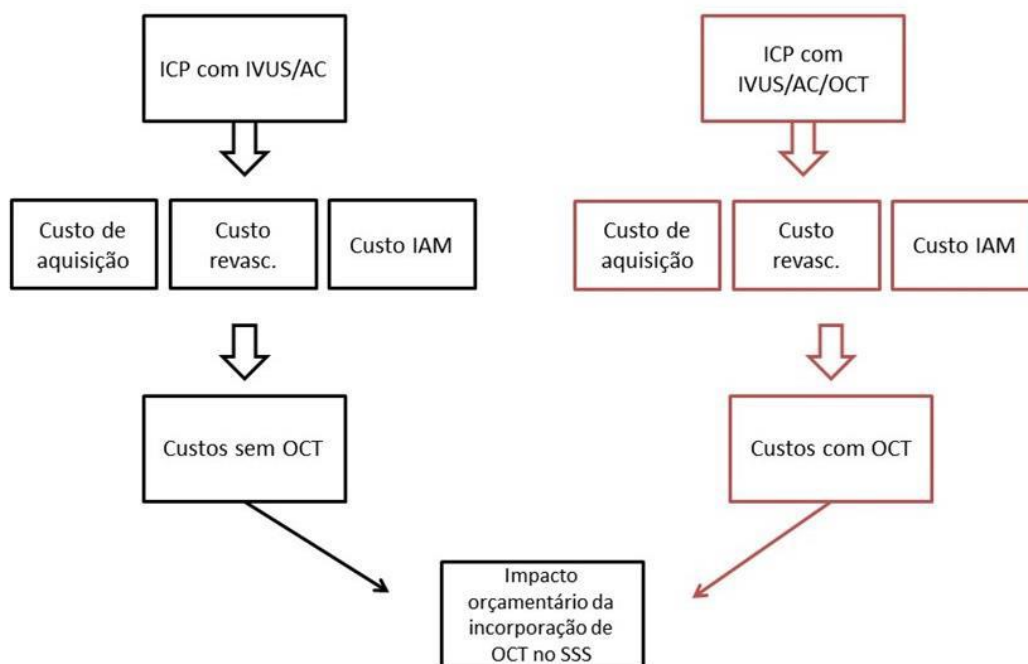 ICP com IVUS/AC
ICP com
IVUS/AC/OCT
Custo de
aquisição
Custo
revasc.
Custo IAM
Custo de
aquisição
Custo
revasc.
Custo IAM
Custos sem OCT
Custos com OCT
Impacto
orçamentário da
incorporação de
OCT no SSS